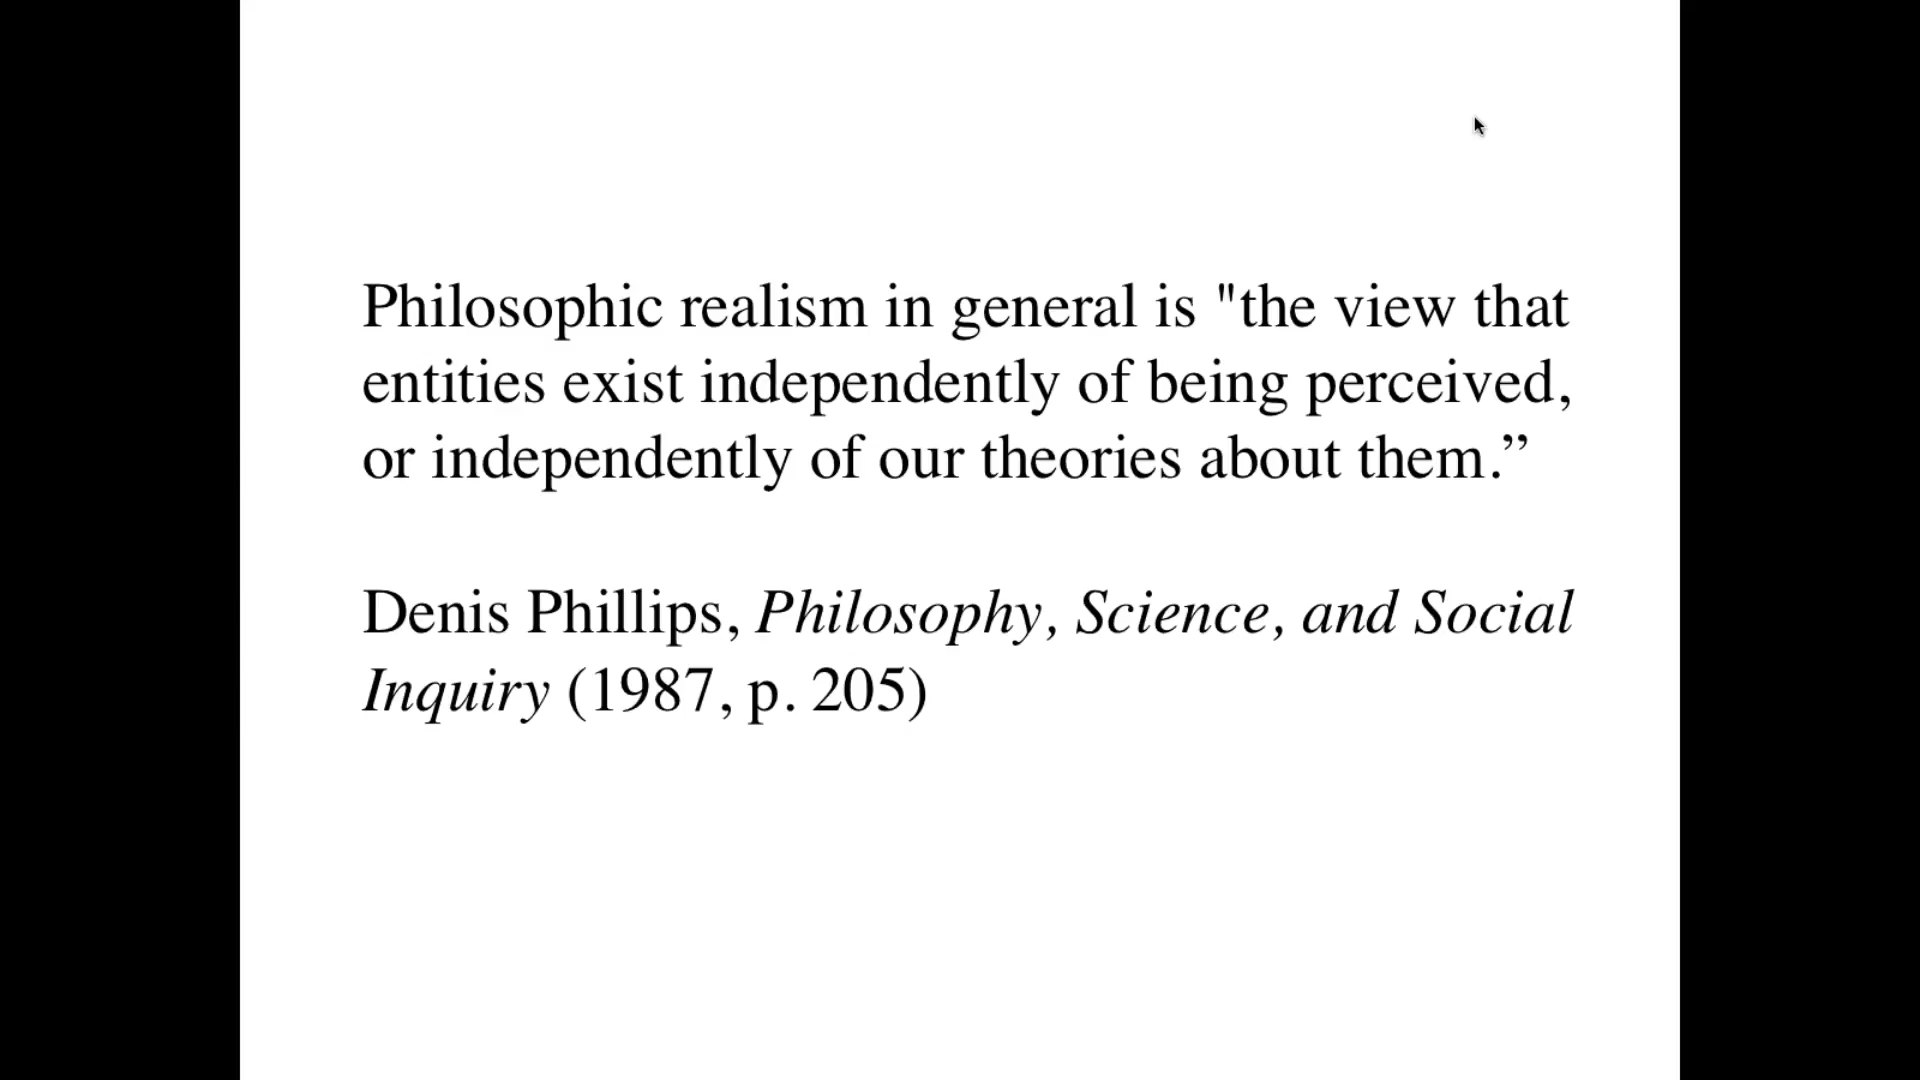 Philosophic realism in general is "the view that
entities exist independently of being perceived,
or independently of our theories about them.”
Denis Phillips, Philosophy, Science, and Social
Inquiry (1987, p. 205)